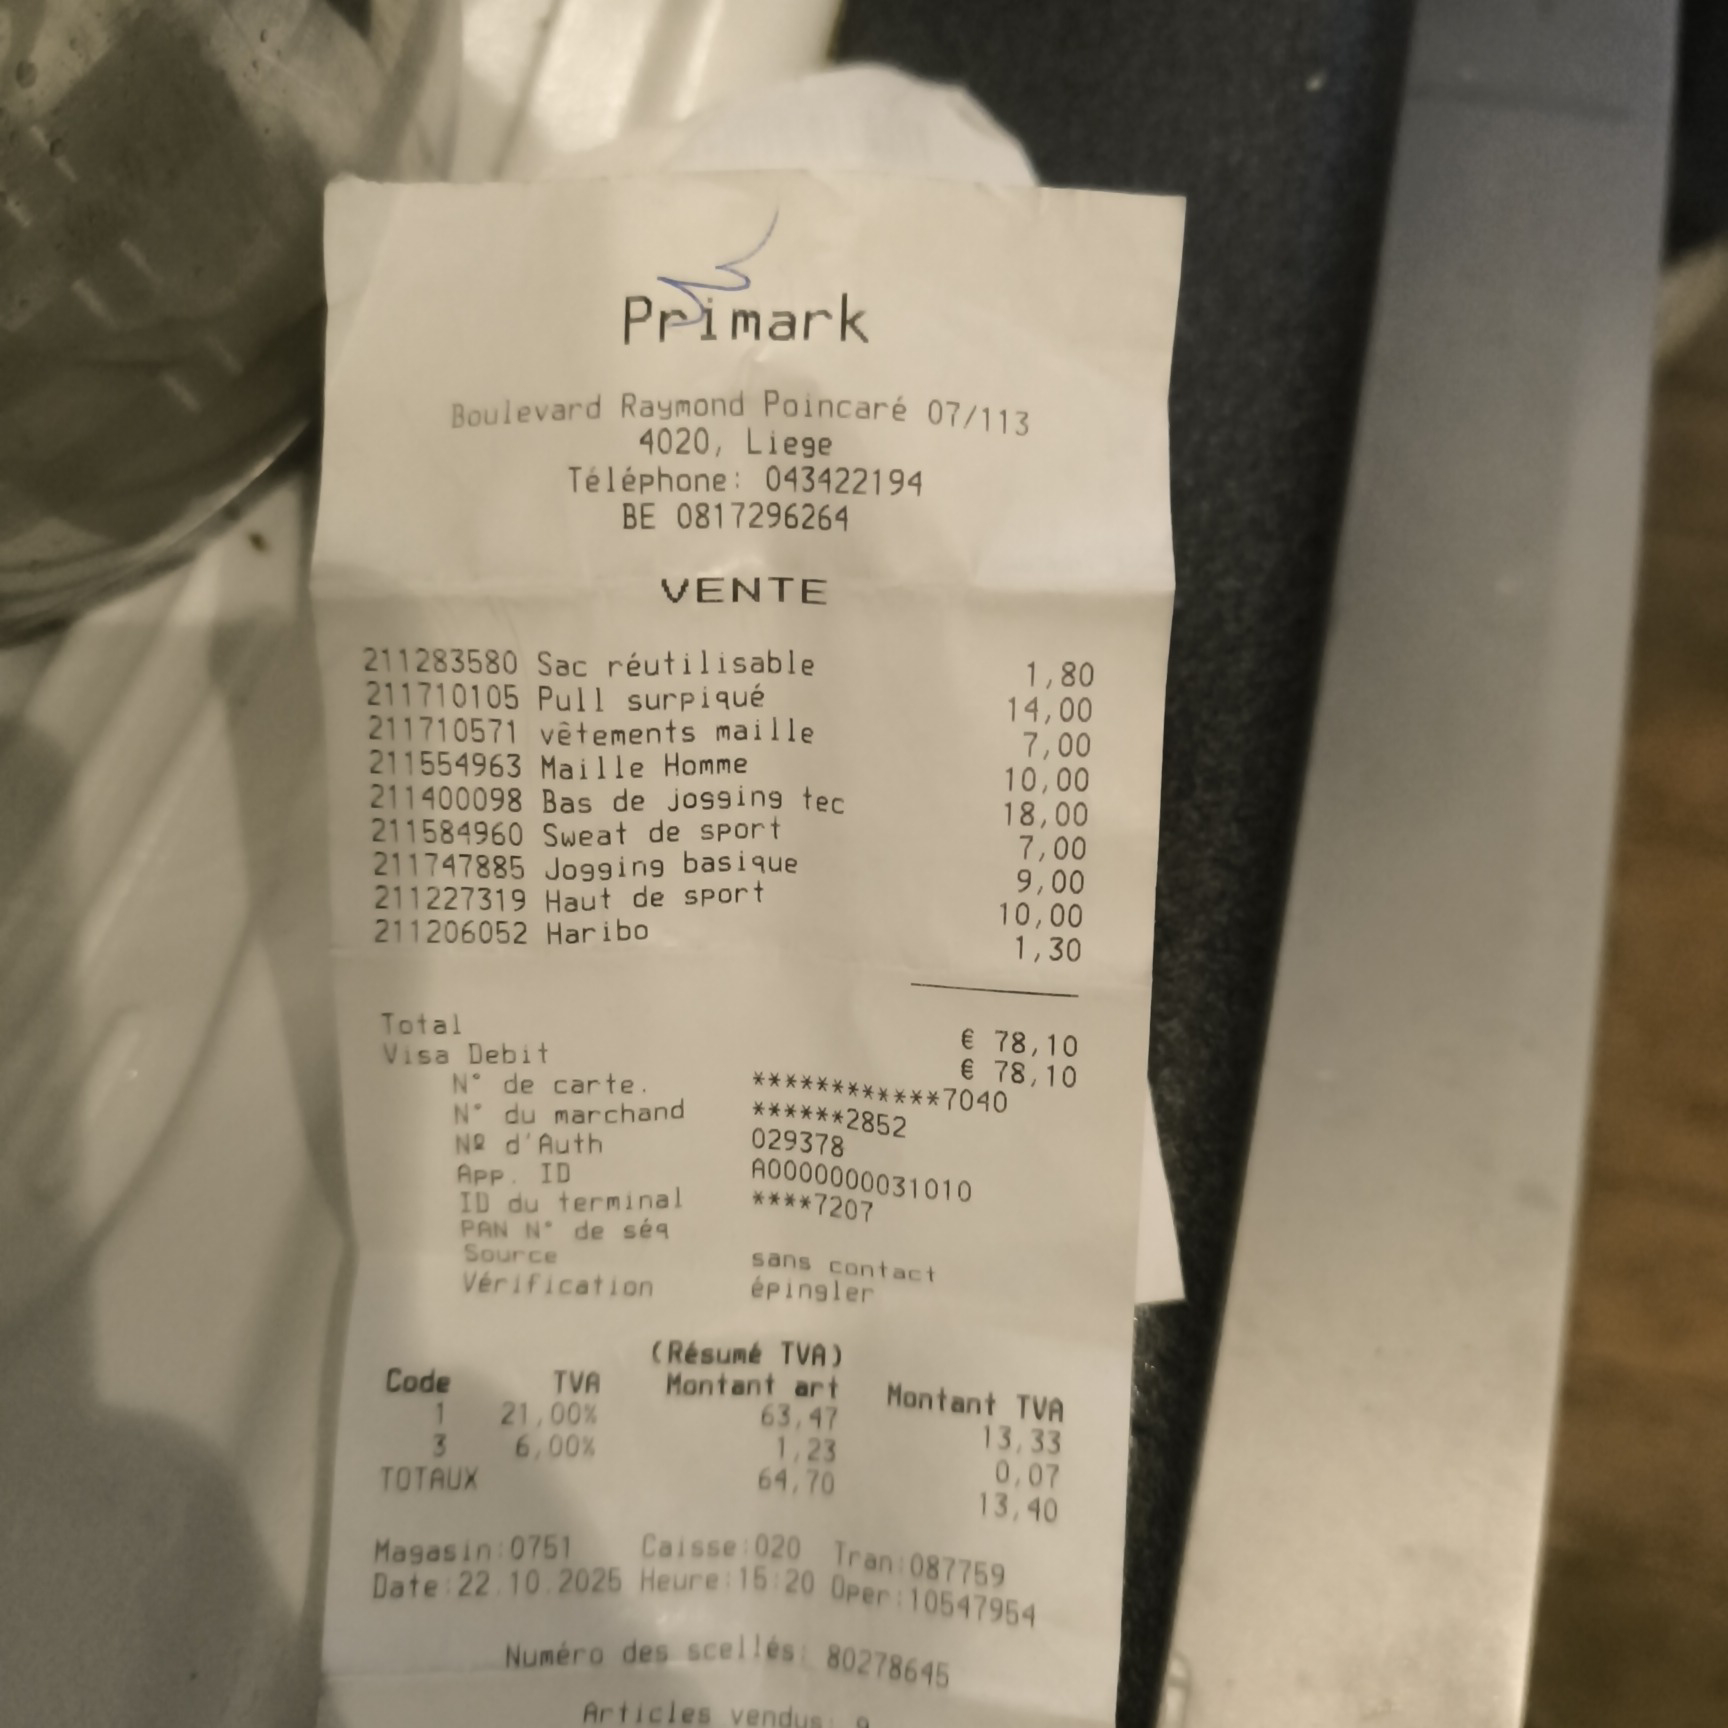 Primark
Boulevard Raymond Poincaré 07/113
4020, Liege
Téléphone: 043422194
BE 0817296264
VENTE
211283580 Sac réutilisable 1,80
211710105 Pull surpiqué 14,00
211710571 vêtements maille 7,00
211554963 Maille Homme 10,00
211400098 Bas de jogging tec 18,00
211584960 Sweat de sport 7,00
211747885 Jogging basique 9,00
211227319 Haut de sport 10,00
211206052 Haribo 1,30
Total € 78,10
Visa Debit € 78,10
N° de carte. ************7040
N° du marchand ******2852
Nº d'Auth 029378
App. ID A0000000031010
ID du terminal ****7207
PAN N° de séq
Source sans contact
Vérification épingler
(Résumé TVA)
Code TVA Montant art Montant TVA
1 21,00% 63,47 13,33
3 6,00% 1,23 0,07
TOTAUX 64,70 13,40
Magasin:0751 Caisse:020 Tran:087759
Date:22.10.2025 Heure:15:20 Oper:10547954
Numéro des scellés: 80278645
Articles vendus: 9